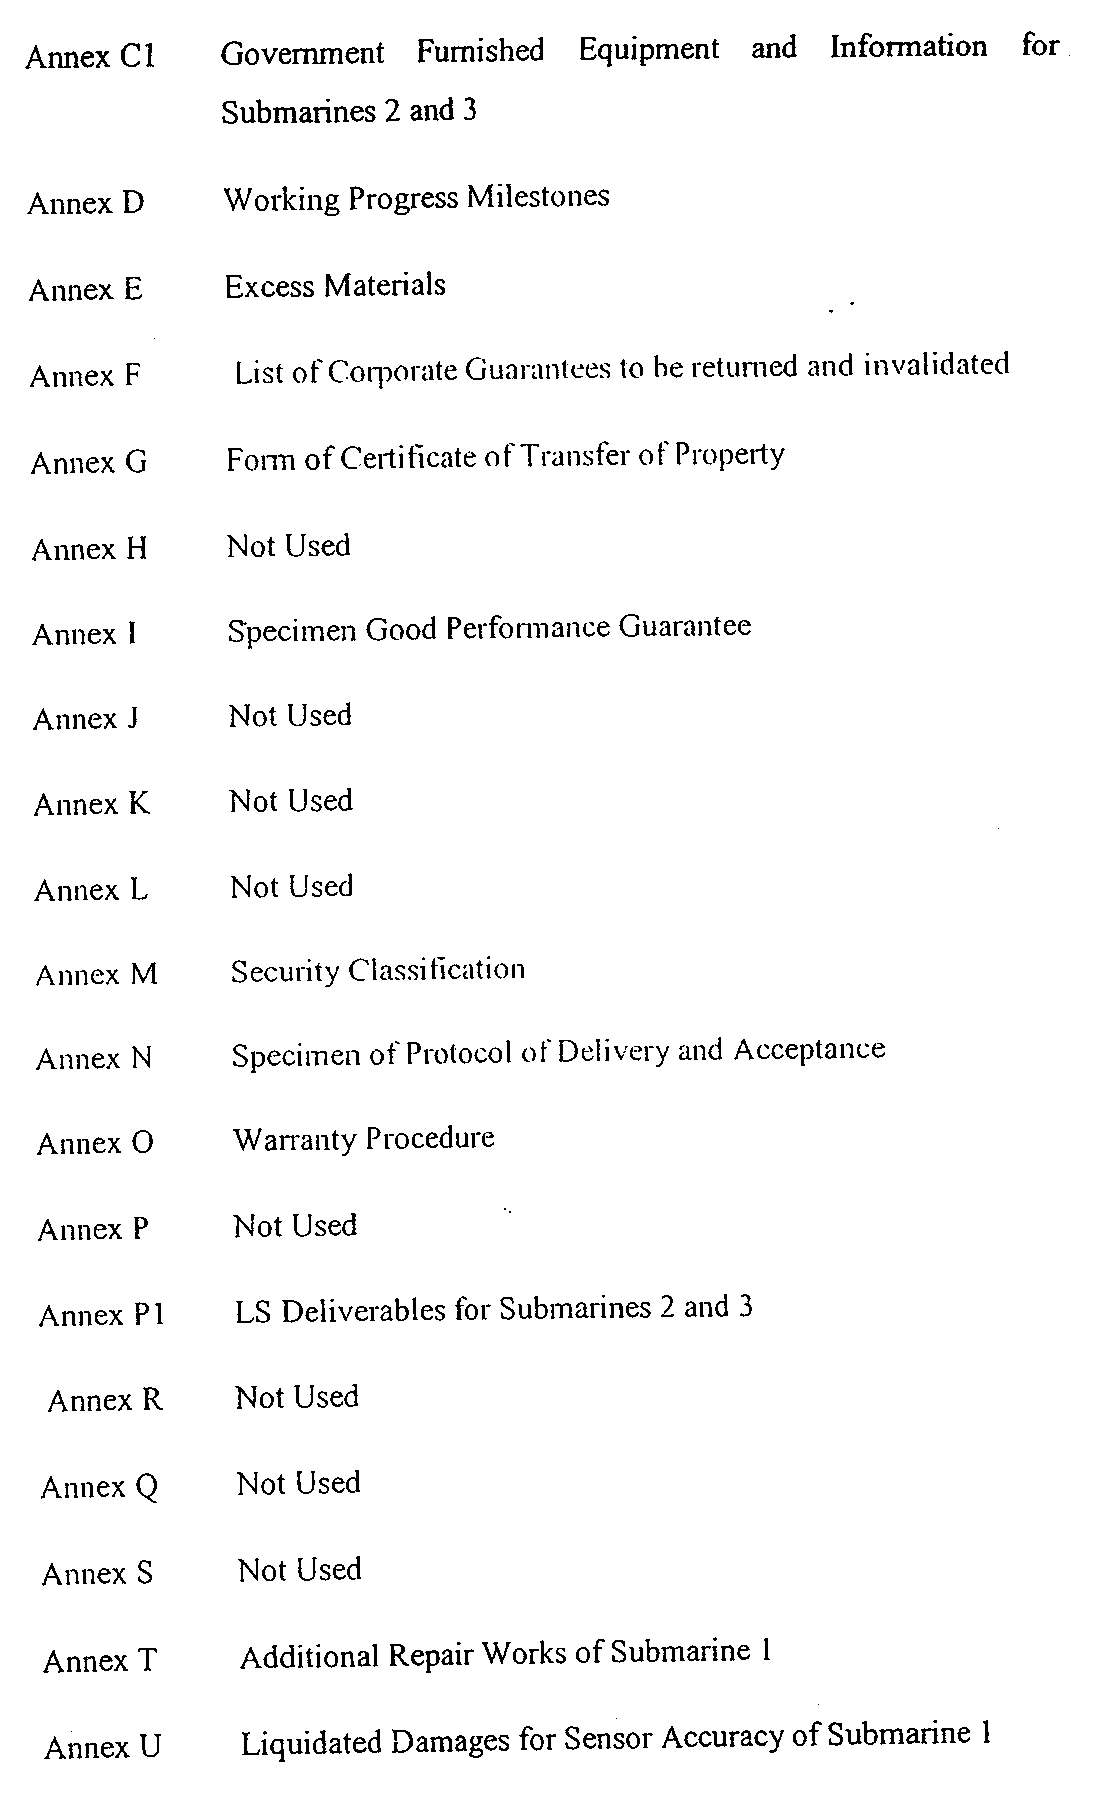 Annex C1 Government Furnished Equipment and Information for
Submarines 2 and 3
Annex D Working Progress Milestones
Annex E Excess Materials
Annex F List of Corporate Guarantees to be returned and invalidated
Annex G Form of Certificate of Transfer of Property
Annex H Not Used
Annex I Specimen Good Performance Guarantee
Annex J Not Used
Annex K Not Used
Annex L Not Used
Annex M Security Classification
Annex N Specimen of Protocol of Delivery and Acceptance
Annex O Warranty Procedure
Annex P Not Used
Annex P1 LS Deliverables for Submarines 2 and 3
Annex R Not Used
Annex Q Not Used
Annex S Not Used
Annex T Additional Repair Works of Submarine 1
Annex U Liquidated Damages for Sensor Accuracy of Submarine 1